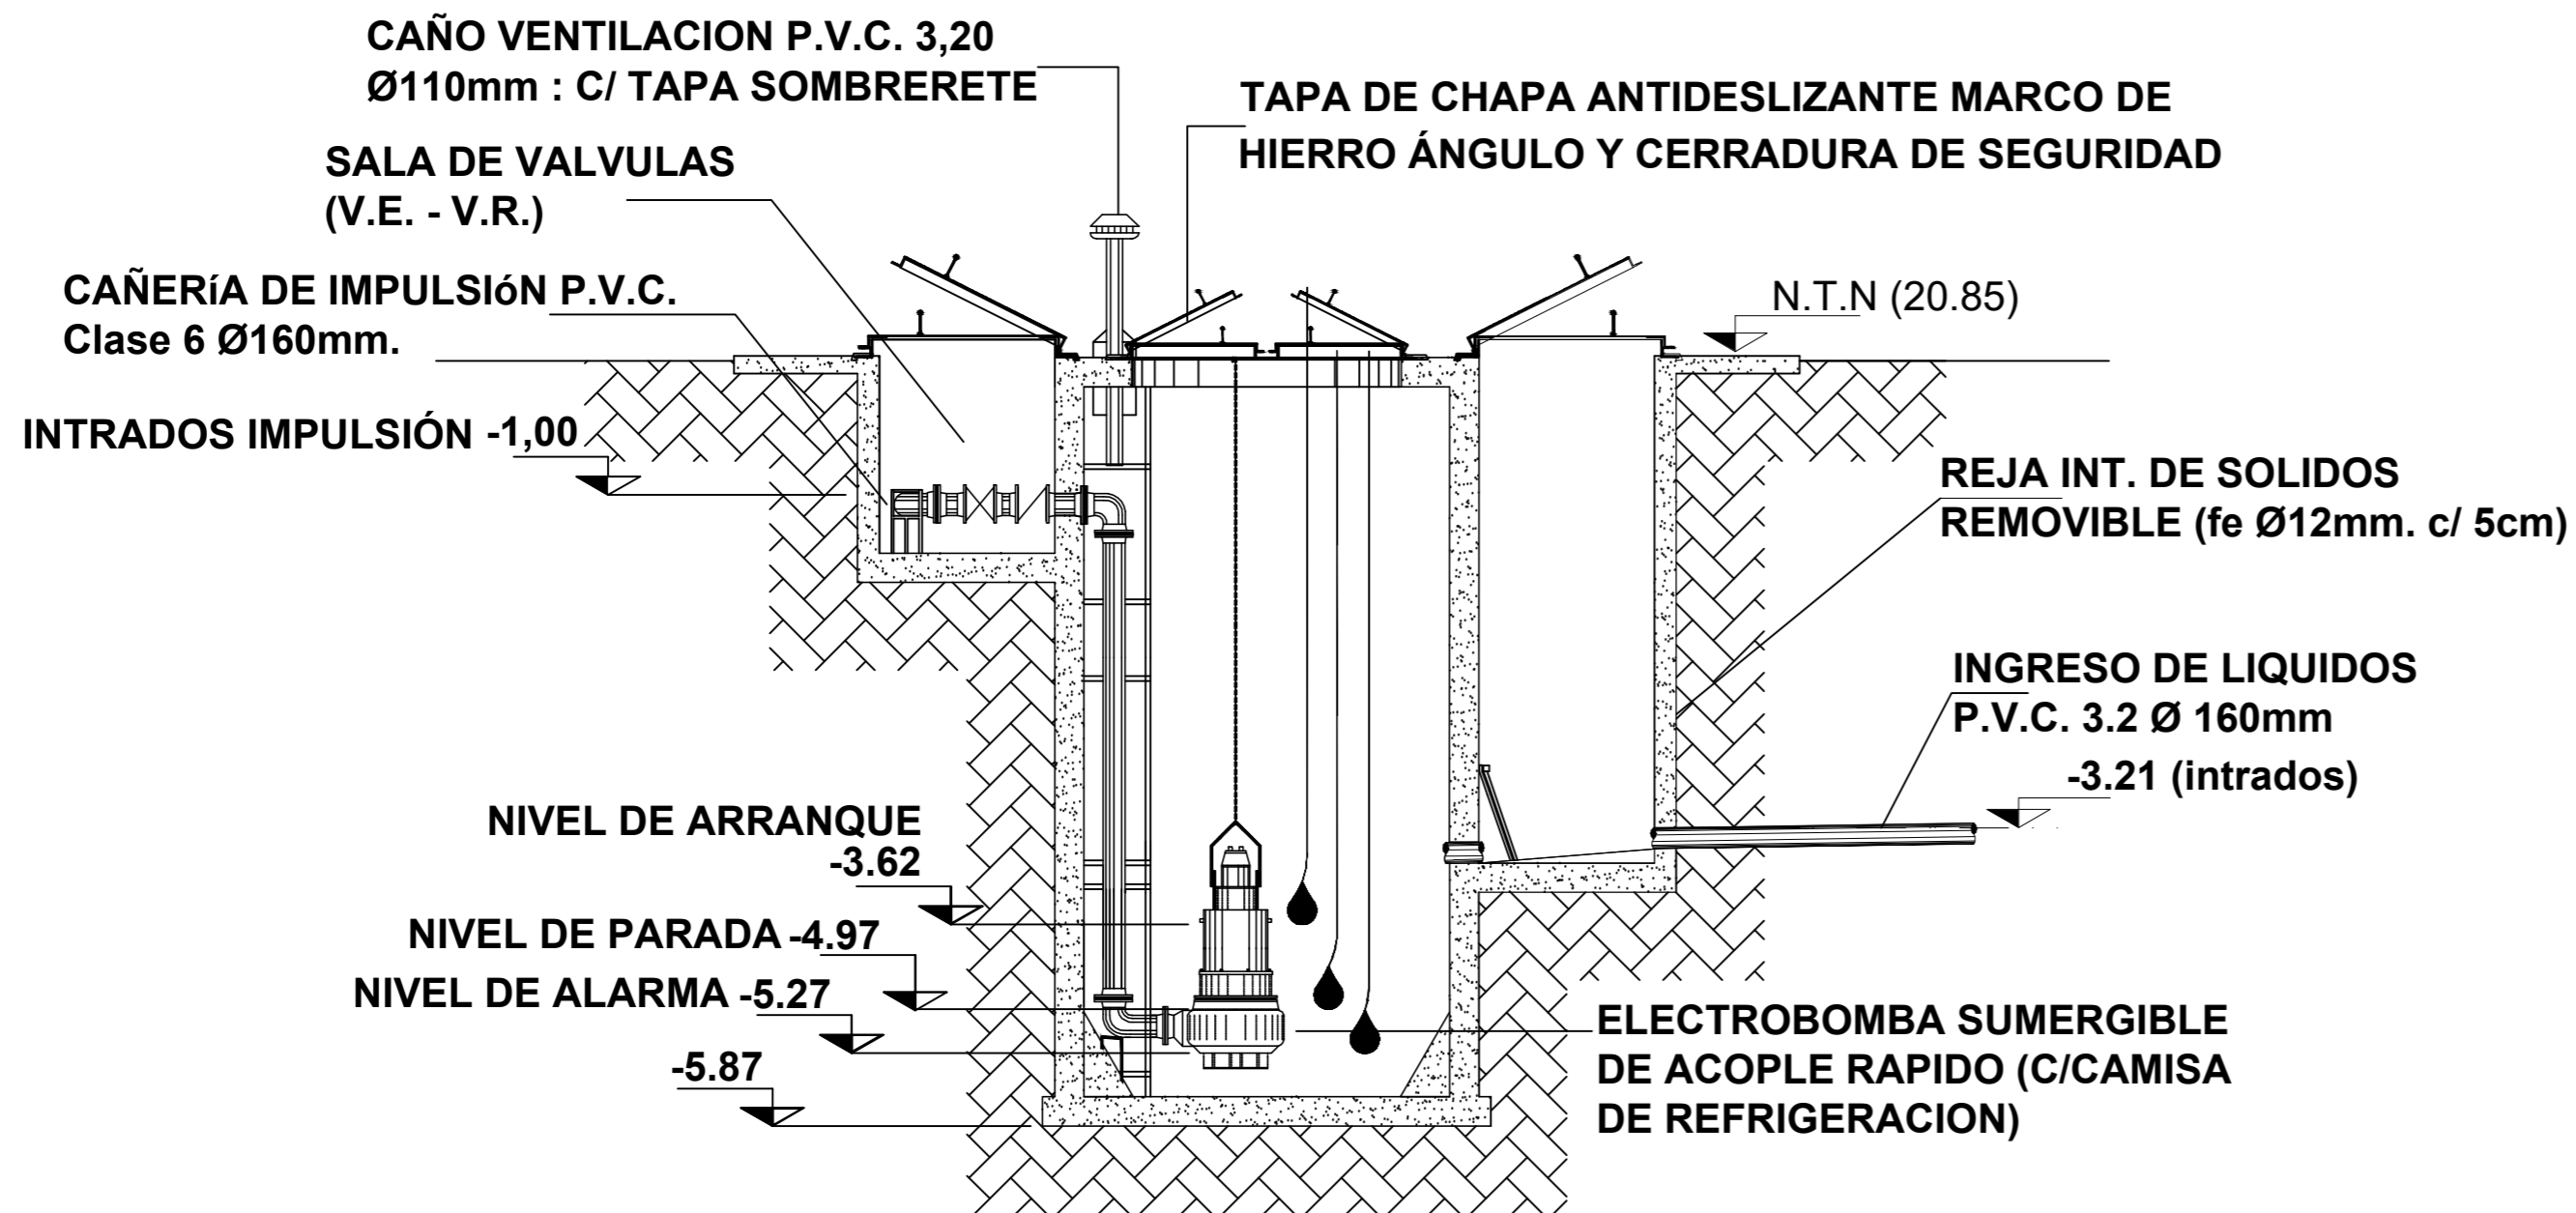 CAÑO VENTILACION P.V.C. 3,20
Ø110mm : C/ TAPA SOMBRERETE
TAPA DE CHAPA ANTIDESLIZANTE MARCO DE
HIERRO ÁNGULO Y CERRADURA DE SEGURIDAD
SALA DE VALVULAS
(V.E. - V.R.)
CAÑERíA DE IMPULSIóN P.V.C.
Clase 6 Ø160mm.
N.T.N (20.85)
INTRADOS IMPULSIÓN -1,00
REJA INT. DE SOLIDOS
REMOVIBLE (fe Ø12mm. c/ 5cm)
INGRESO DE LIQUIDOS
P.V.C. 3.2 Ø 160mm
-3.21 (intrados)
NIVEL DE ARRANQUE
-3.62
NIVEL DE PARADA -4.97
NIVEL DE ALARMA -5.27
-5.87
ELECTROBOMBA SUMERGIBLE
DE ACOPLE RAPIDO (C/CAMISA
DE REFRIGERACION)